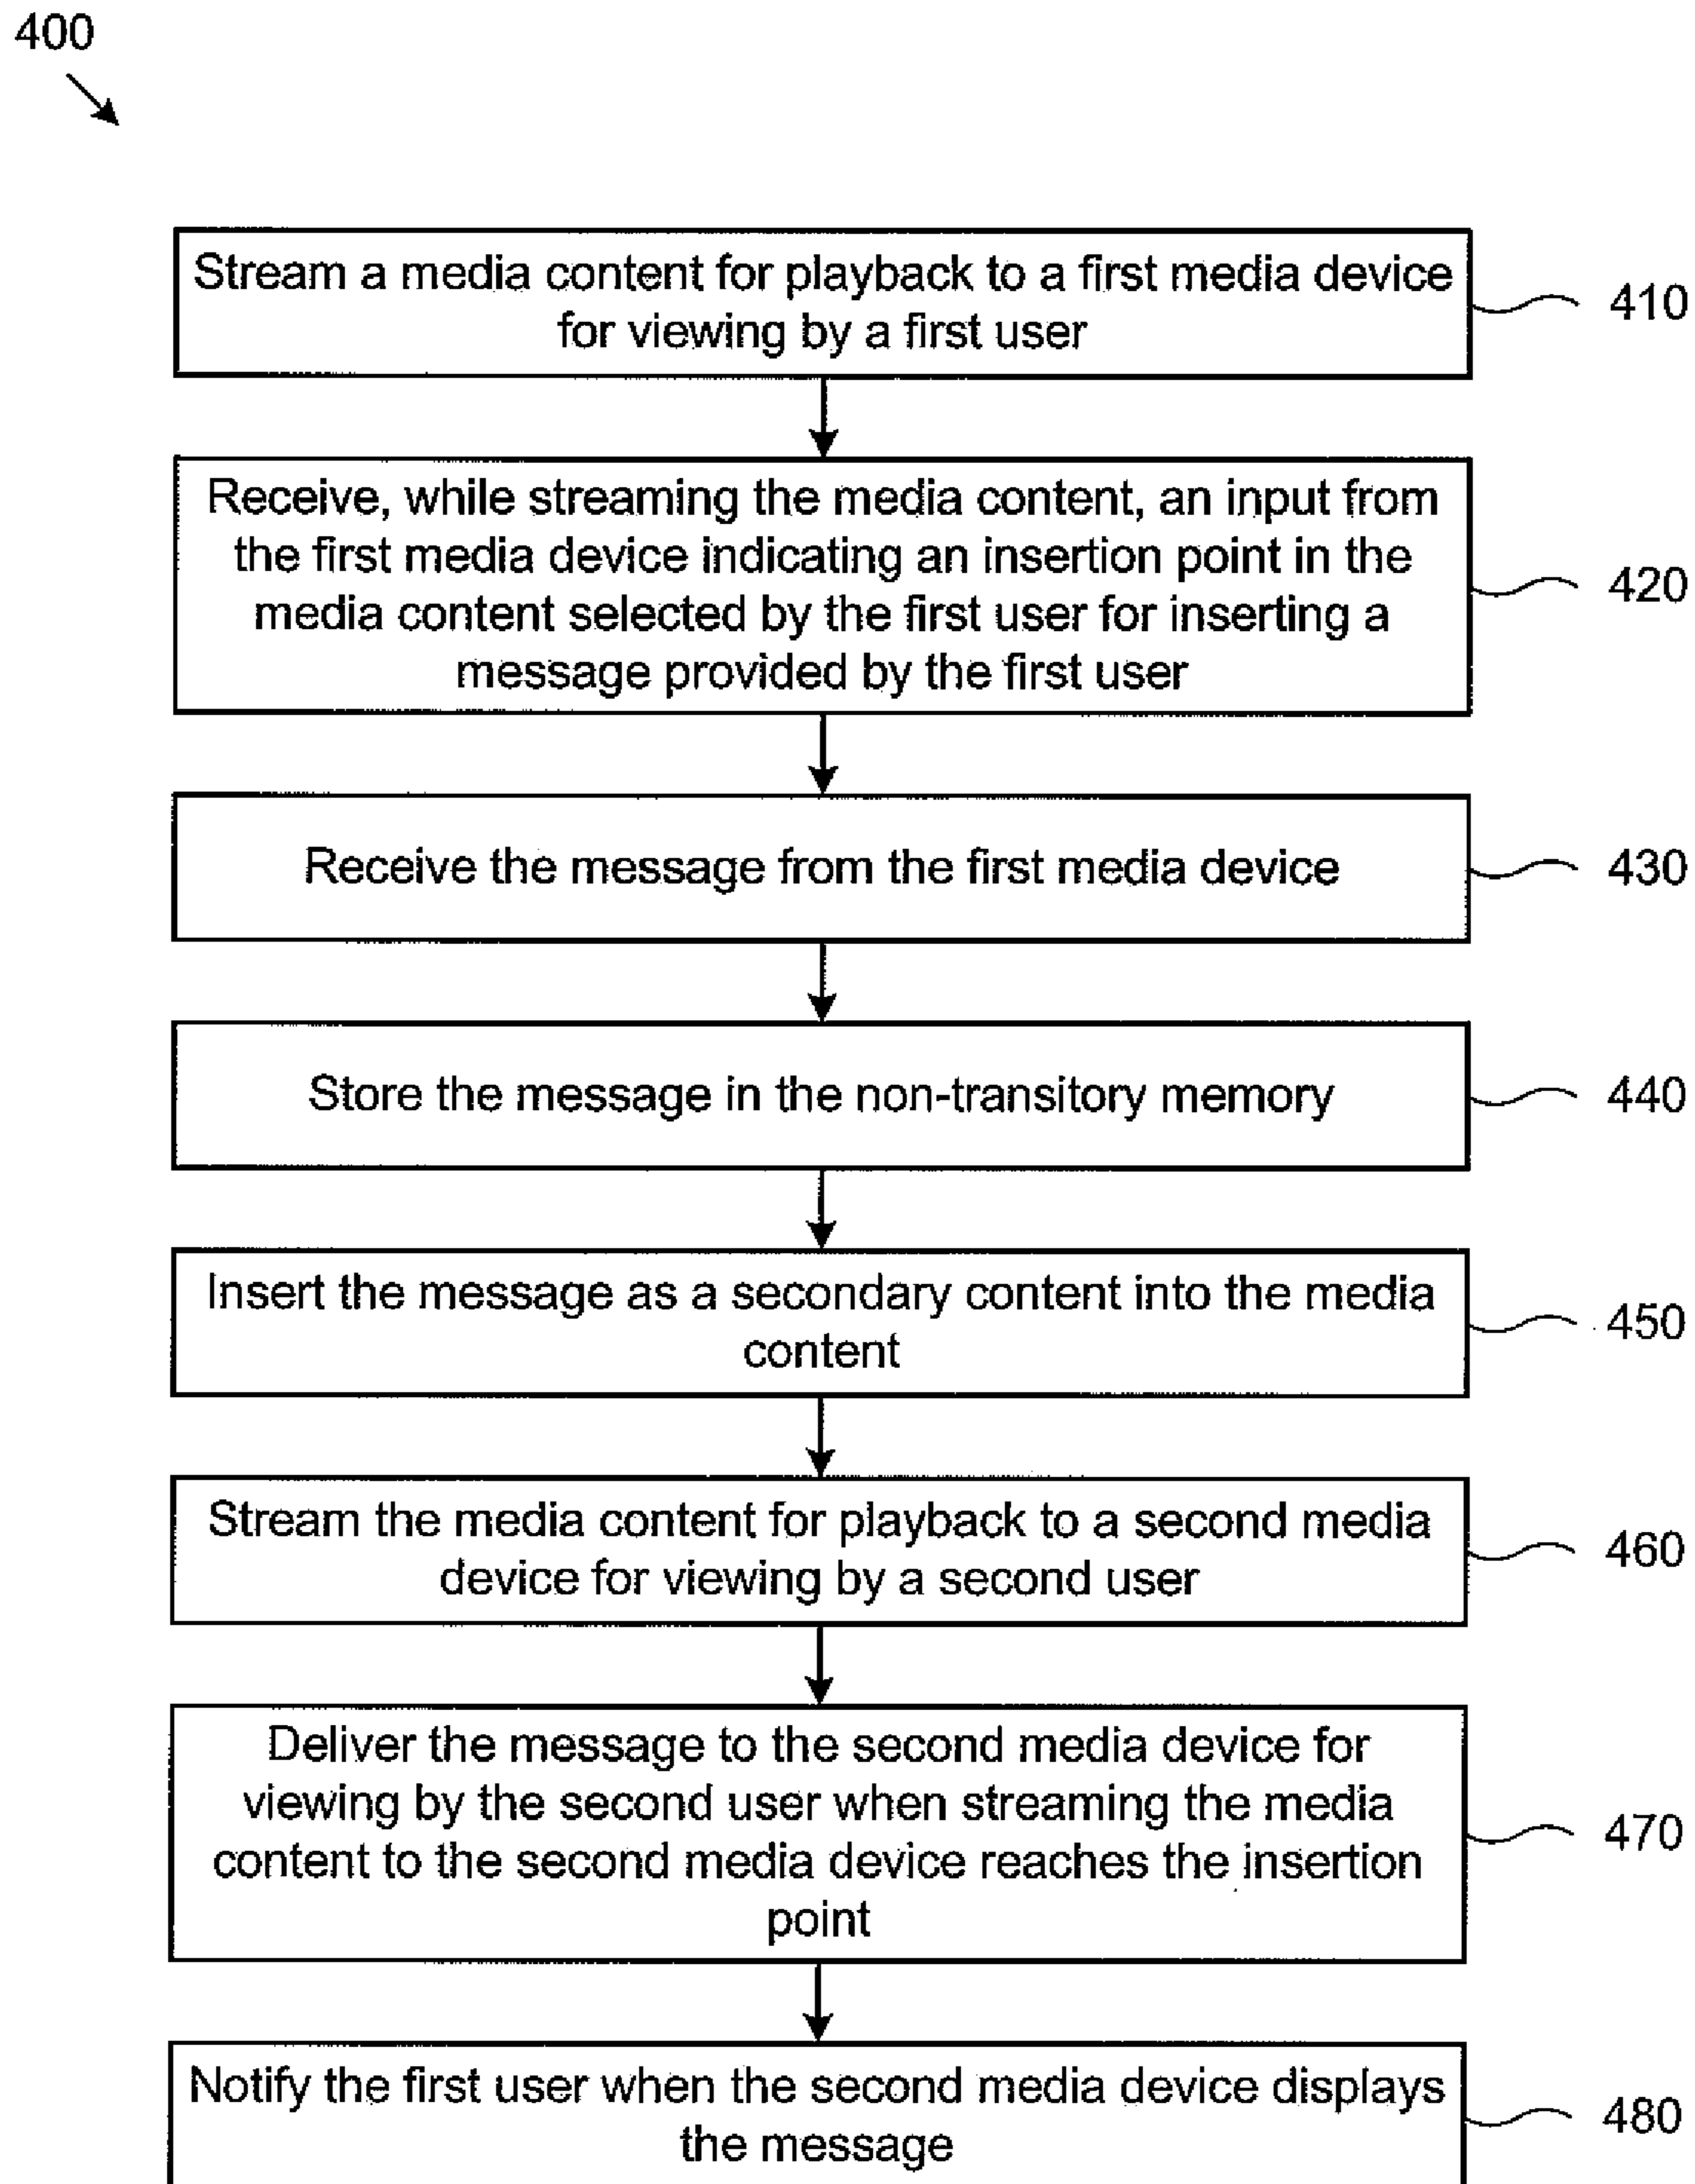 400
Stream a media content for playback to a first media device
for viewing by a first user
410
Receive, while streaming the media content, an input from
the first media device indicating an insertion point in the
media content selected by the first user for inserting a
message provided by the first user
420
Receive the message from the first media device
430
Store the message in the non-transitory memory
440
Insert the message as a secondary content into the media
content
450
Stream the media content for playback to a second media
device for viewing by a second user
460
Deliver the message to the second media device for
viewing by the second user when streaming the media
content to the second media device reaches the insertion
point
470
Notify the first user when the second media device displays
the message
480